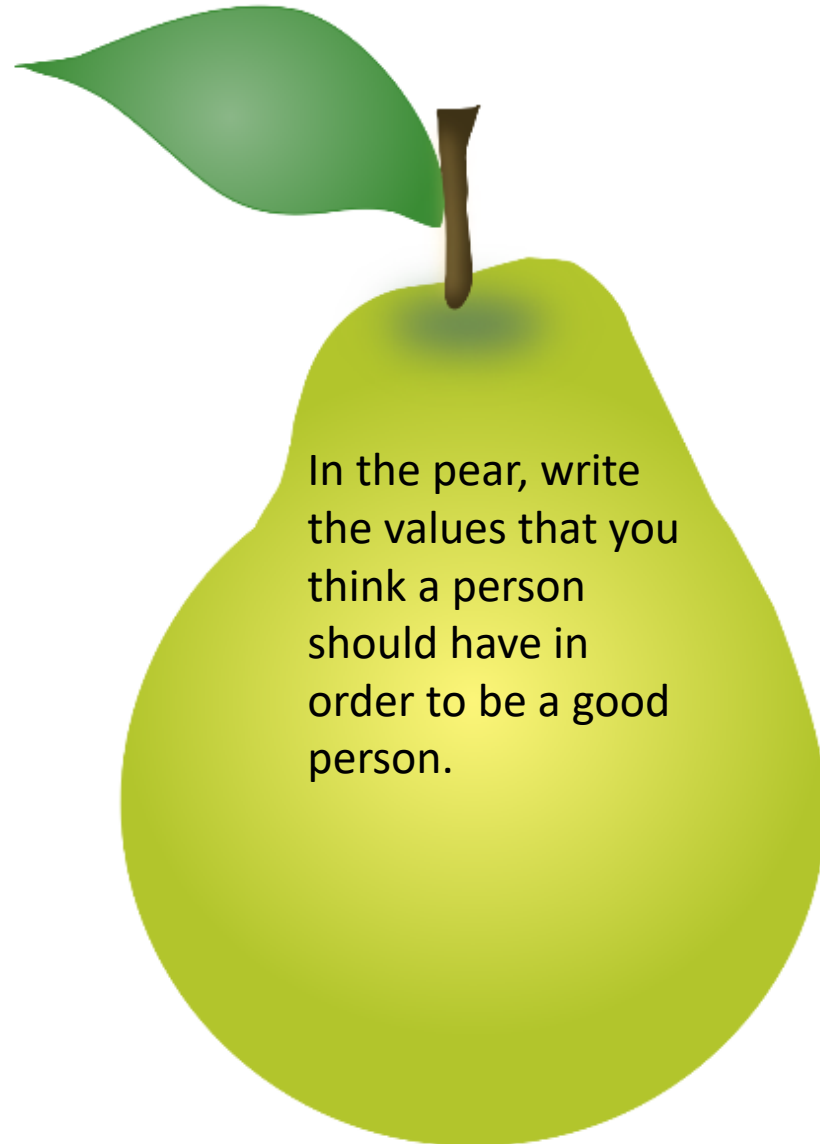 In the pear, write
the values that you
think a person
should have in
order to be a good
person.